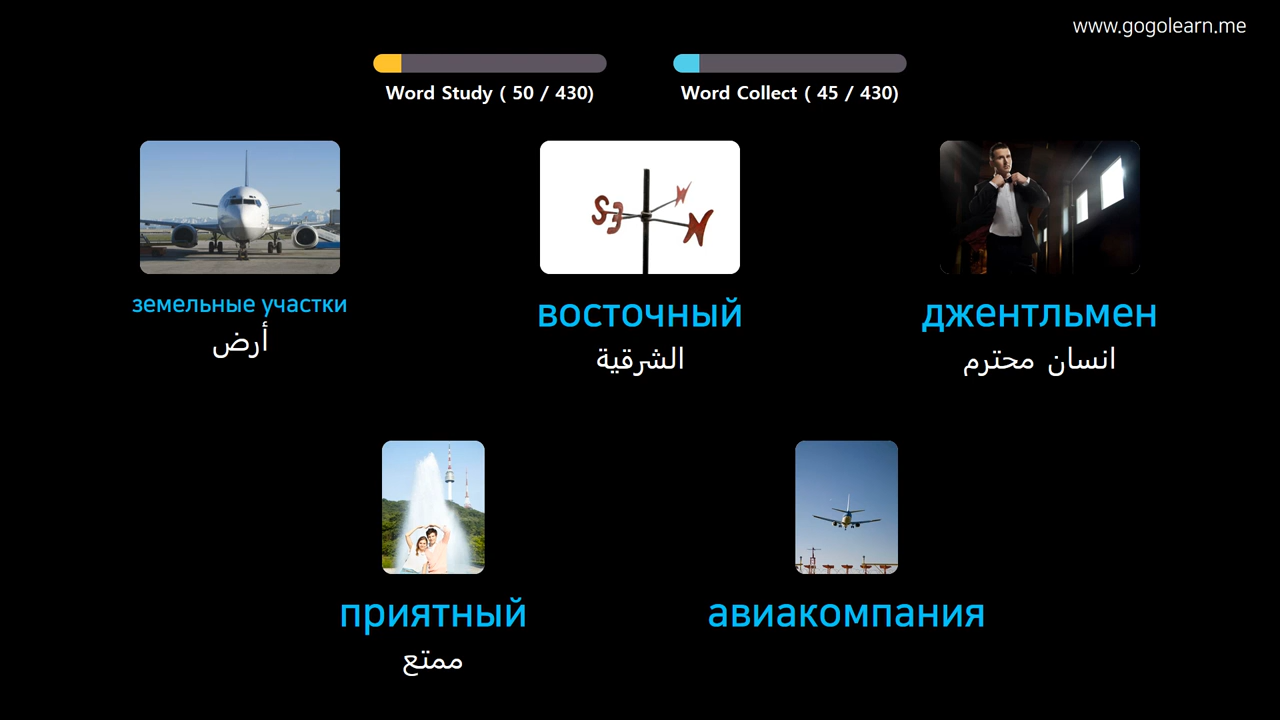 www.gogolearn.me
Word Study ( 50 / 430)
Word Collect ( 45 / 430)
земельные участки
أرض
восточный
الشرقية
джентльмен
انسان محترم
приятный
ممتع
авиакомпания